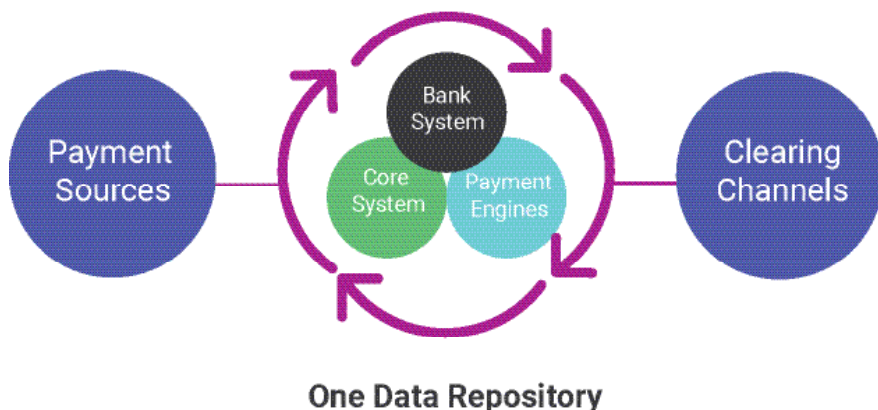 Payment
Sources
Bank
System
Core
System
Payment
Engines
Clearing
Channels
One Data Repository